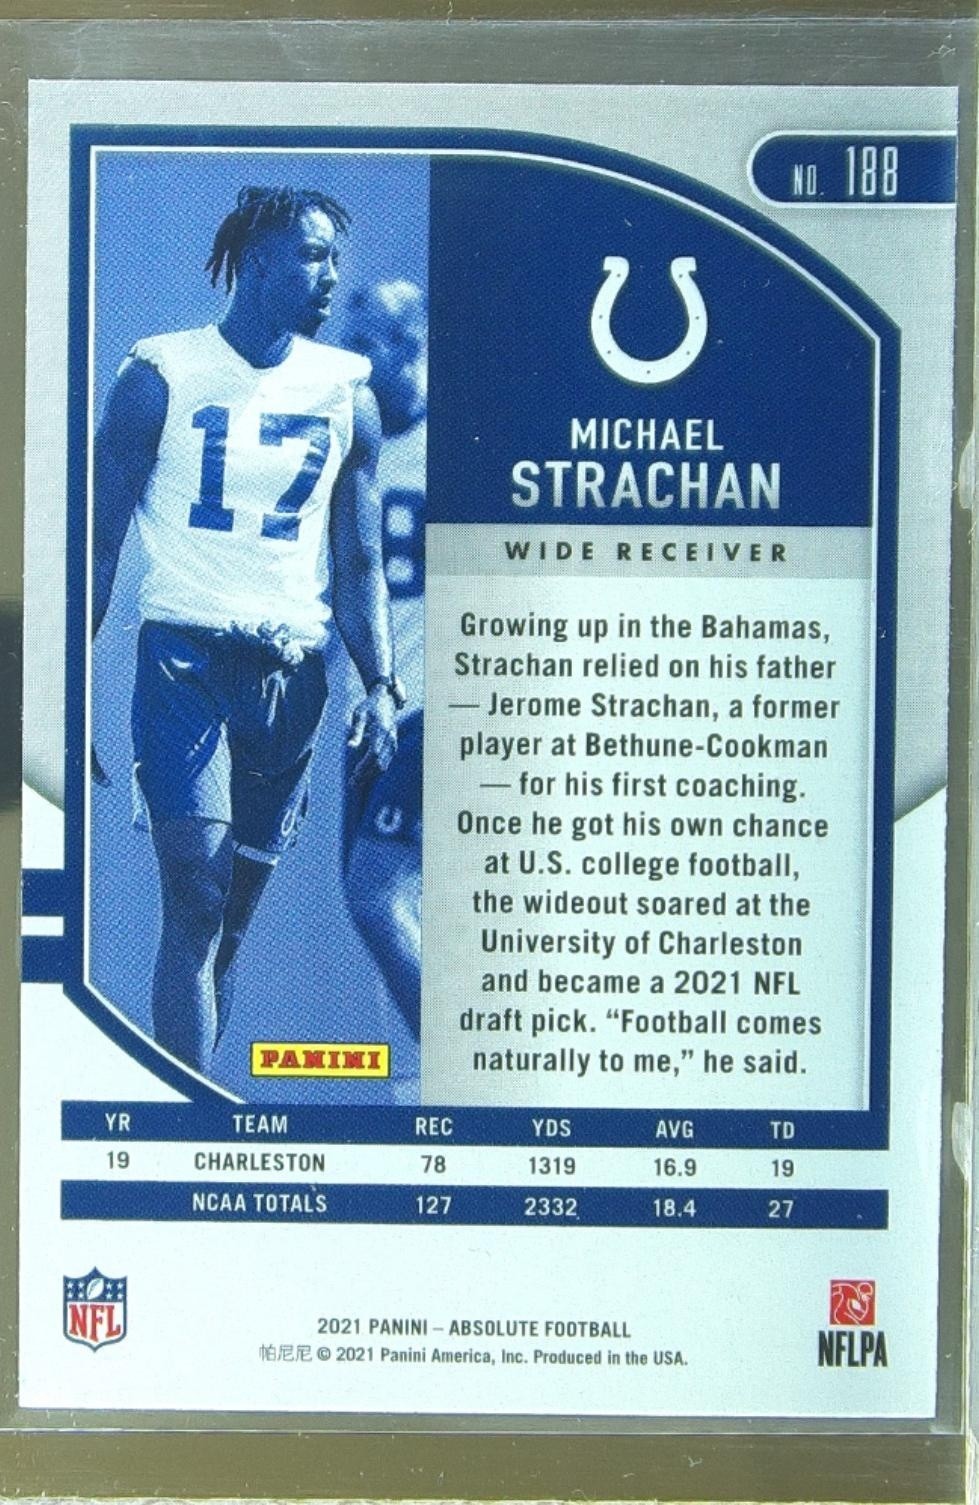 NO. 188
17
8
MICHAEL
STRACHAN
WIDE RECEIVER
Growing up in the Bahamas,
Strachan relied on his father
— Jerome Strachan, a former
player at Bethune-Cookman
— for his first coaching.
Once he got his own chance
at U.S. college football,
the wideout soared at the
University of Charleston
and became a 2021 NFL
draft pick. “Football comes
naturally to me,” he said.
PANINI
YR TEAM REC YDS AVG TD
19 CHARLESTON 78 1319 16.9 19
NCAA TOTALS 127 2332 18.4 27
NFL
2021 PANINI – ABSOLUTE FOOTBALL
帕尼尼 © 2021 Panini America, Inc. Produced in the USA.
NFLPA